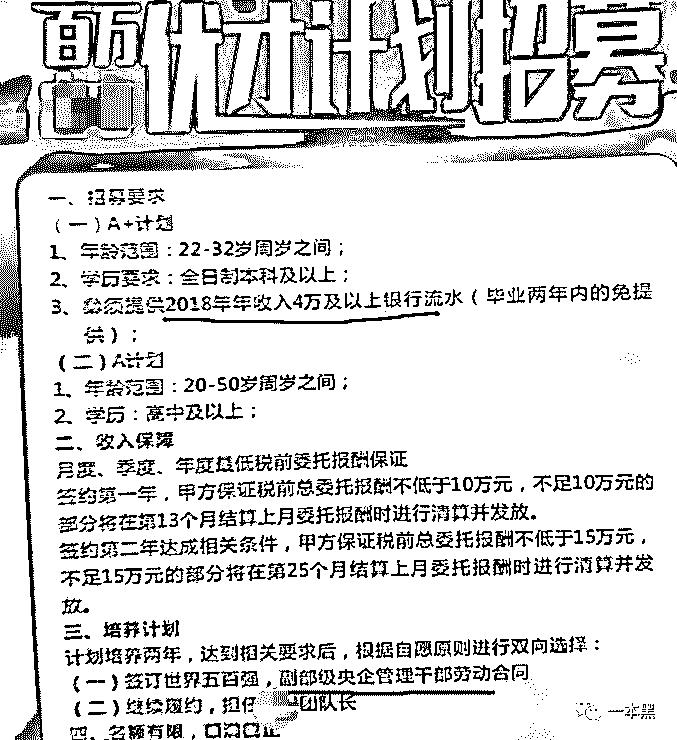 百万优才计划招募
一、招募要求
（一）A+计划
1、年龄范围：22-32岁周岁之间；
2、学历要求：全日制本科及以上；
3、必须提供2018年年收入4万及以上银行流水（毕业两年内的免提
供）；
（二）A计划
1、年龄范围：20-50岁周岁之间；
2、学历：高中及以上；
二、收入保障
月度、季度、年度最低税前委托报酬保证
签约第一年，甲方保证税前总委托报酬不低于10万元，不足10万元的
部分将在第13个月结算上月委托报酬时进行清算并发放。
签约第二年达成相关条件，甲方保证税前总委托报酬不低于15万元，
不足15万元的部分将在第25个月结算上月委托报酬时进行清算并发
放。
三、培养计划
计划培养两年，达到相关要求后，根据自愿原则进行双向选择：
（一）签订世界五百强，副部级央企管理干部劳动合同
（二）继续履约，担任团队长
四、名额有限，
一本黑